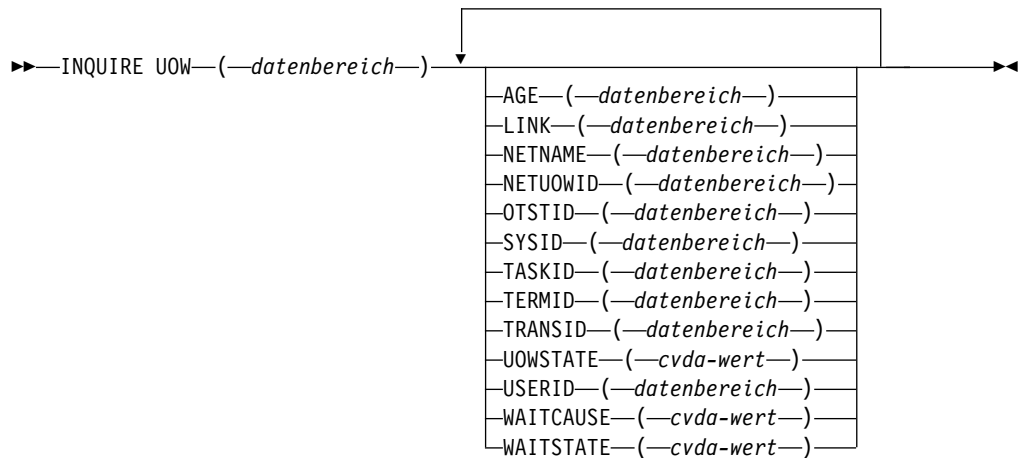 INQUIRE UOW ( datenbereich )
AGE ( datenbereich )
LINK ( datenbereich )
NETNAME ( datenbereich )
NETUOWID ( datenbereich )
OTSTID ( datenbereich )
SYSID ( datenbereich )
TASKID ( datenbereich )
TERMID ( datenbereich )
TRANSID ( datenbereich )
UOWSTATE ( cvda-wert )
USERID ( datenbereich )
WAITCAUSE ( cvda-wert )
WAITSTATE ( cvda-wert )